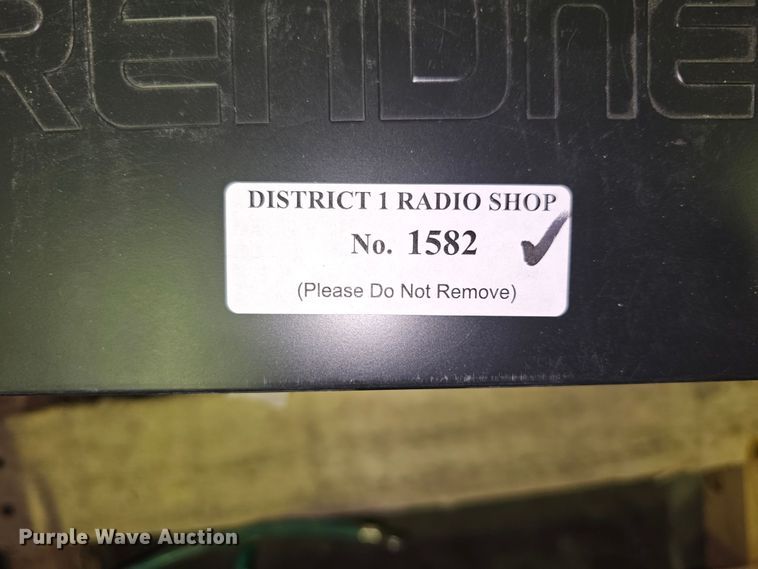 DISTRICT 1 RADIO SHOP
No. 1582
(Please Do Not Remove)
Purple Wave Auction